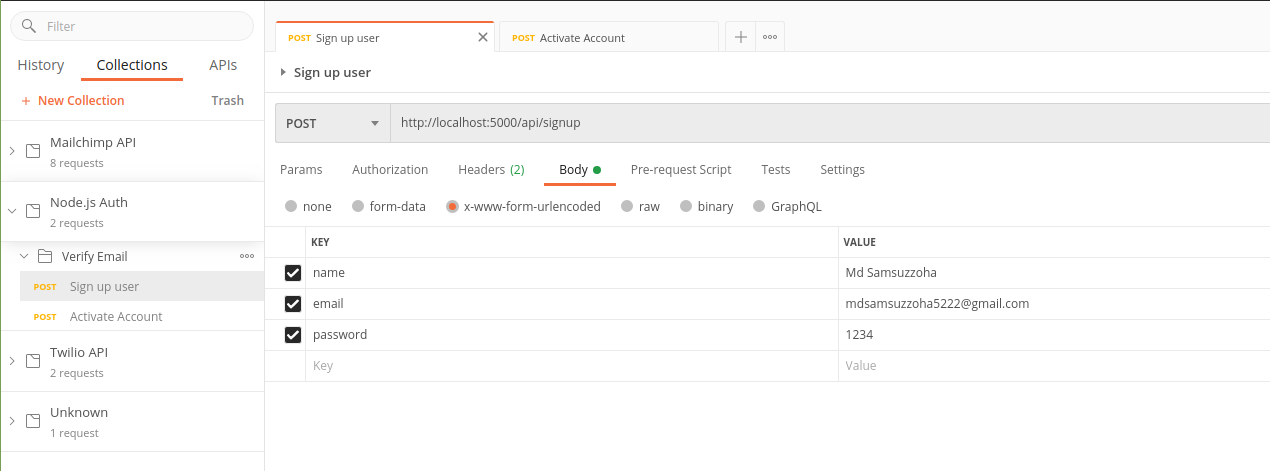 Filter
History Collections APIs
+ New Collection Trash
Mailchimp API
8 requests
Node.js Auth
2 requests
Verify Email
POST Sign up user
POST Activate Account
Twilio API
2 requests
Unknown
1 request
POST Sign up user POST Activate Account
Sign up user
POST http://localhost:5000/api/signup
Params Authorization Headers (2) Body Pre-request Script Tests Settings
none form-data x-www-form-urlencoded raw binary GraphQL
KEY VALUE
name Md Samsuzzoha
email mdsamsuzzoha5222@gmail.com
password 1234
Key Value